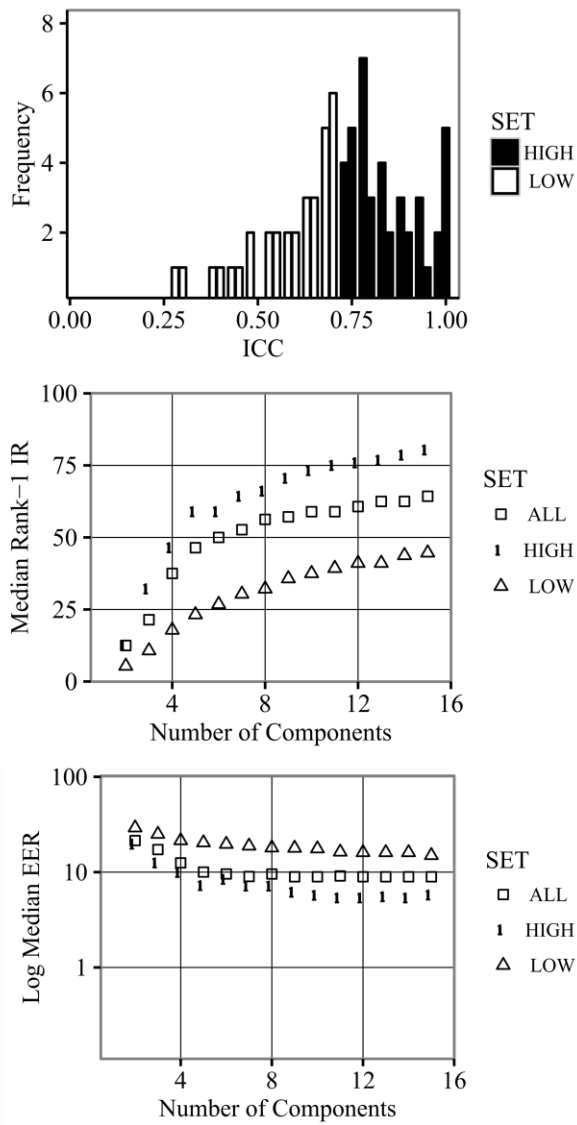 8
6
4
2
Frequency
0.00 0.25 0.50 0.75 1.00
ICC
SET
HIGH
LOW
100
75
50
25
0
Median Rank−1 IR
4 8 12 16
Number of Components
SET
ALL
1 HIGH
LOW
100
10
1
Log Median EER
4 8 12 16
Number of Components
SET
ALL
1 HIGH
LOW